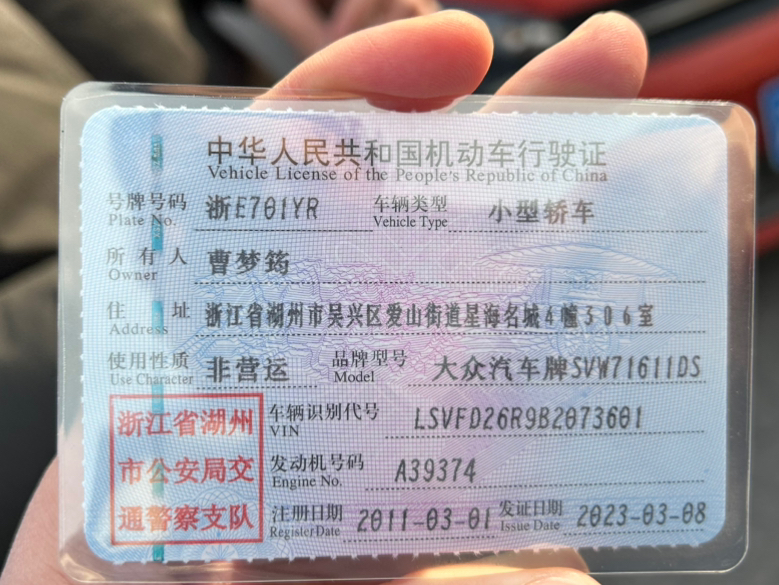 中华人民共和国机动车行驶证
Vehicle License of the People's Republic of China
号牌号码 浙E701YR 车辆类型 小型轿车
Plate No. Vehicle Type
所有人 曹梦筠
Owner
住址 浙江省湖州市吴兴区爱山街道星海名城4幢306室
Address
使用性质 非营运 品牌型号 大众汽车牌SVW71611DS
Use Character Model
浙江省湖州 车辆识别代号 LSVFD26R9B2073601
VIN
市公安局交 发动机号码 A39374
Engine No.
通警察支队 注册日期 2011-03-01 发证日期 2023-03-08
Register Date Issue Date